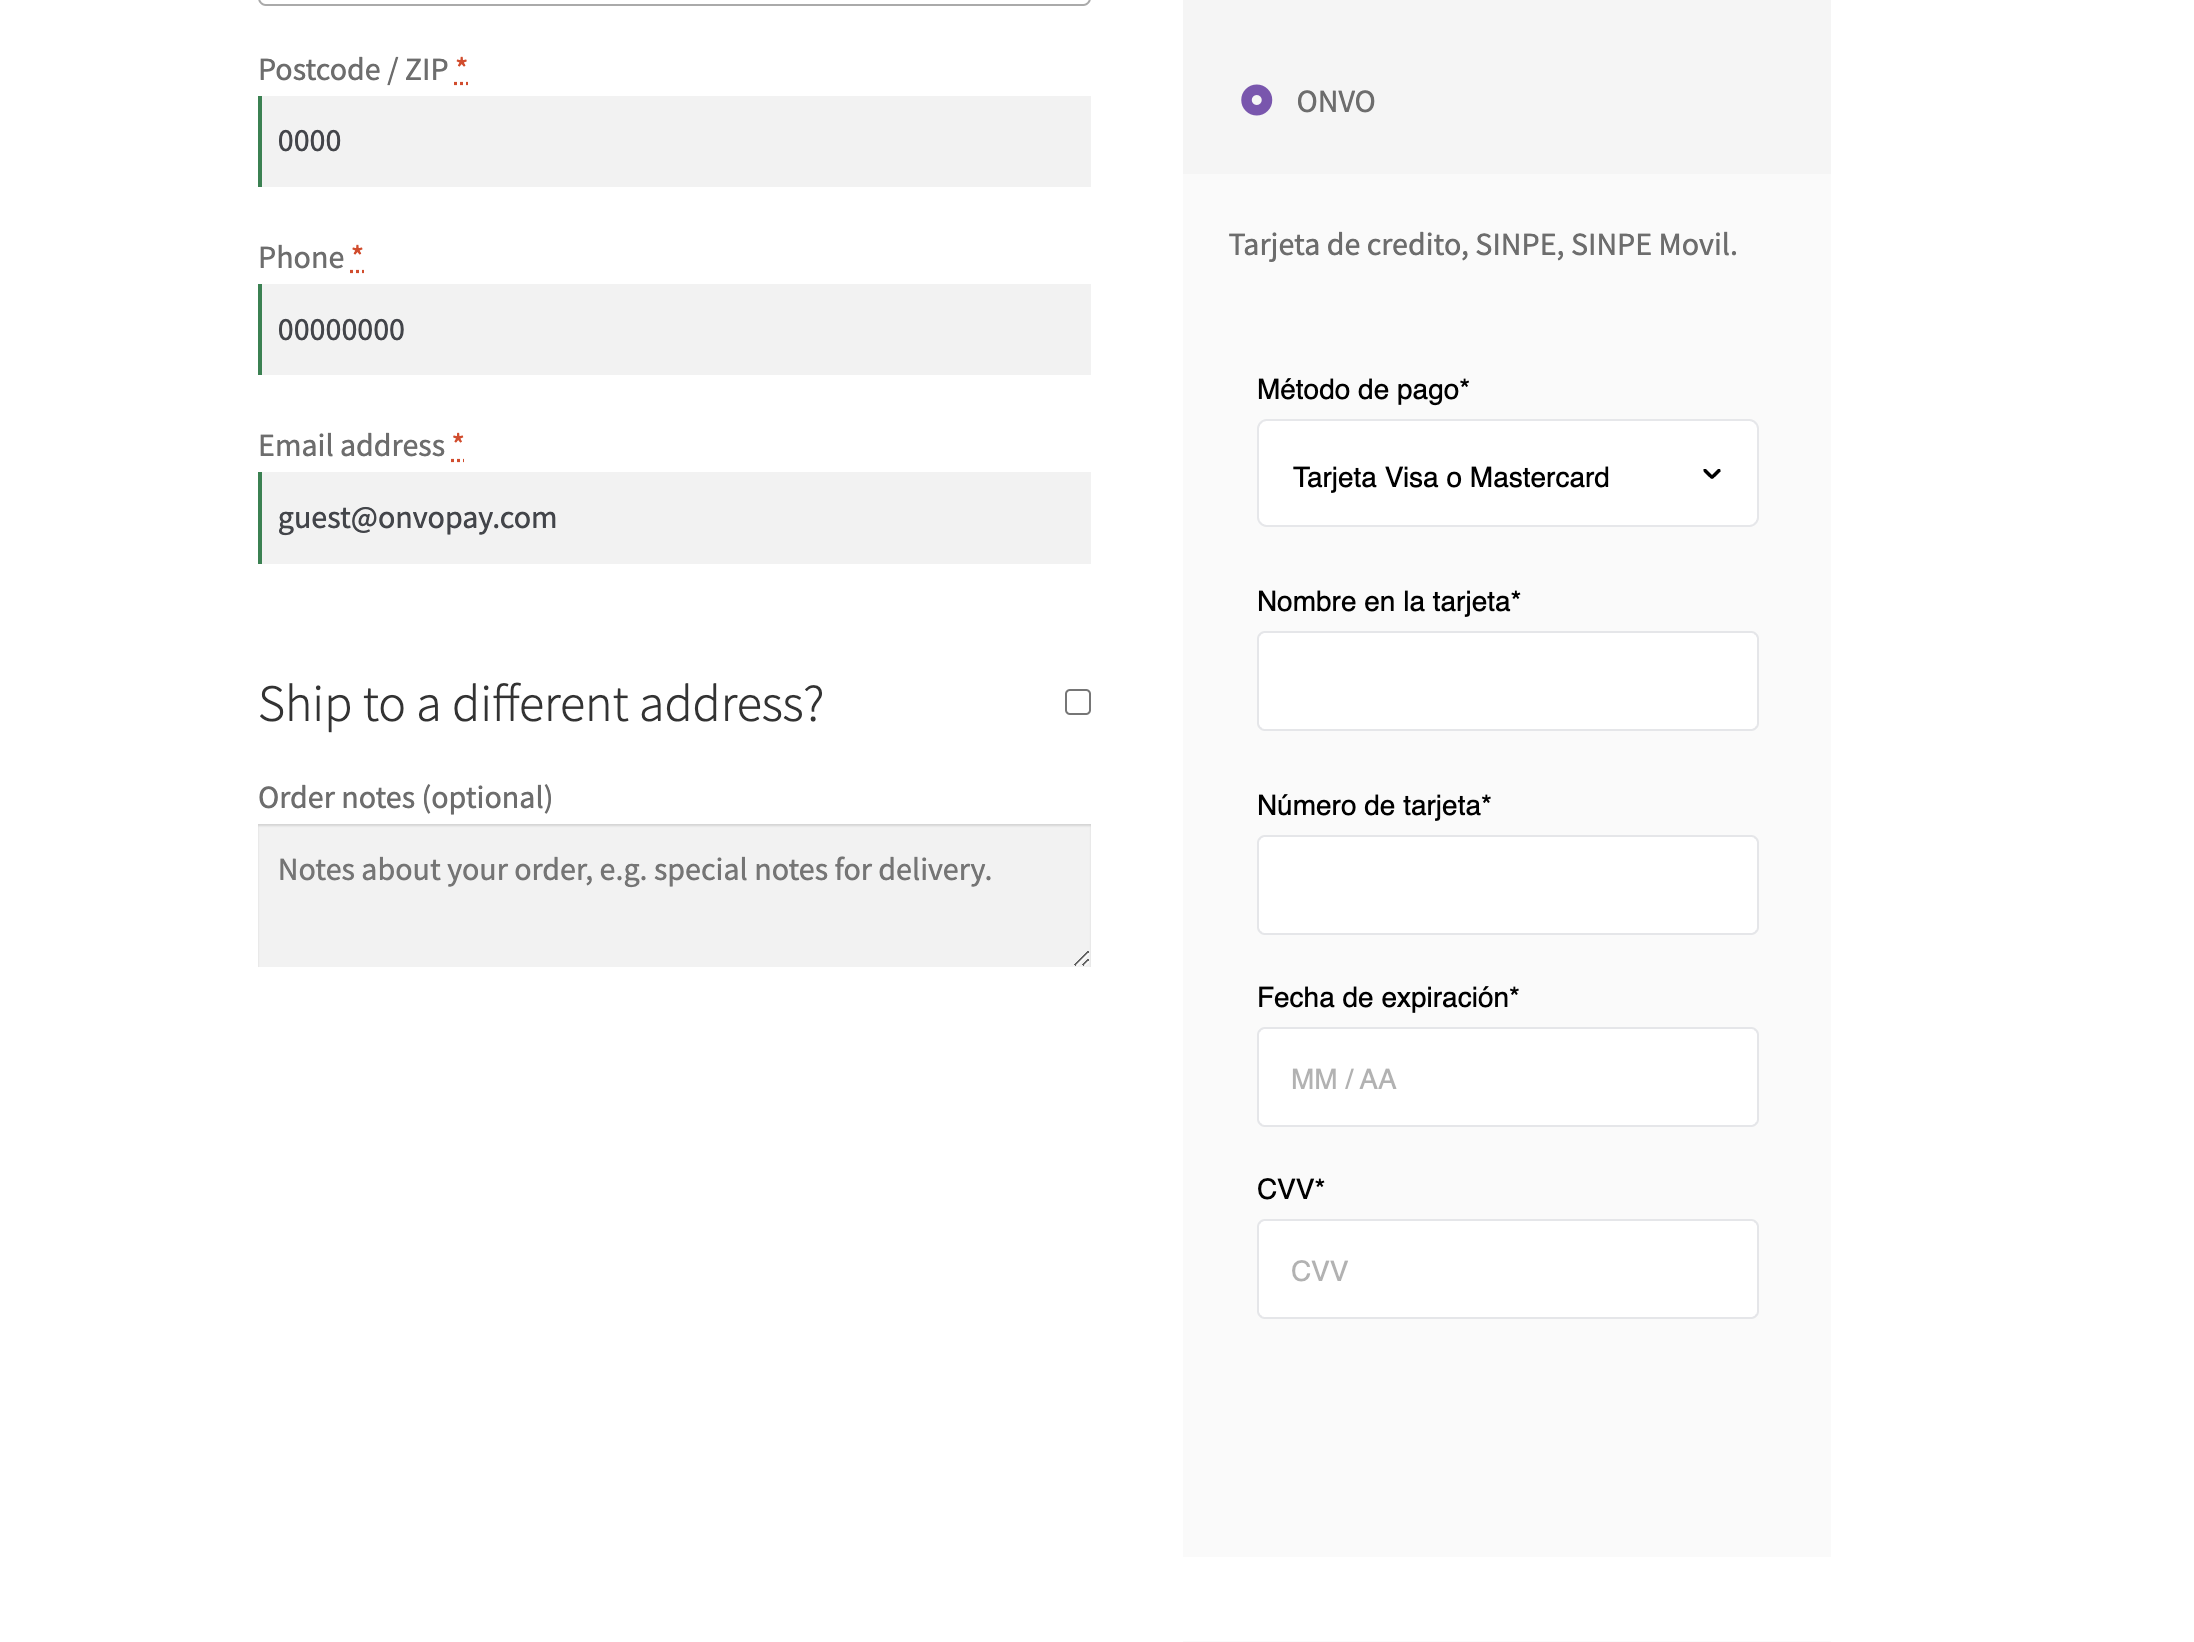 Postcode / ZIP *
0000
Phone *
00000000
Email address *
guest@onvopay.com
Ship to a different address?
Order notes (optional)
Notes about your order, e.g. special notes for delivery.
ONVO
Tarjeta de credito, SINPE, SINPE Movil.
Método de pago*
Tarjeta Visa o Mastercard
Nombre en la tarjeta*
Número de tarjeta*
Fecha de expiración*
MM / AA
CVV*
CVV